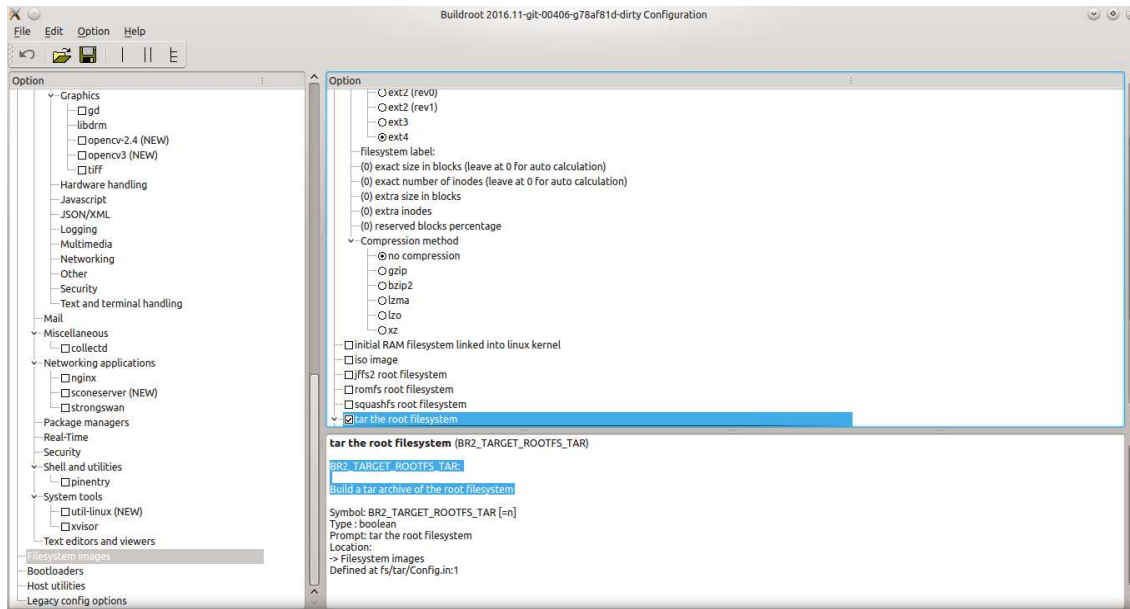 Buildroot 2016.11-git-00406-g78af81d-dirty Configuration
File Edit Option Help
Option
Graphics
gd
libdrm
opencv-2.4 (NEW)
opencv3 (NEW)
tiff
Hardware handling
Javascript
JSON/XML
Logging
Multimedia
Networking
Other
Security
Text and terminal handling
Mail
Miscellaneous
collectd
Networking applications
nginx
sconeserver (NEW)
strongswan
Package managers
Real-Time
Security
Shell and utilities
pinentry
System tools
util-linux (NEW)
xvisor
Text editors and viewers
Filesystem images
Bootloaders
Host utilities
Legacy config options
Option
ext2 (rev0)
ext2 (rev1)
ext3
ext4
filesystem label:
(0) exact size in blocks (leave at 0 for auto calculation)
(0) exact number of inodes (leave at 0 for auto calculation)
(0) extra size in blocks
(0) extra inodes
(0) reserved blocks percentage
Compression method
no compression
gzip
bzip2
lzma
lzo
xz
initial RAM filesystem linked into linux kernel
iso image
jffs2 root filesystem
romfs root filesystem
squashfs root filesystem
tar the root filesystem
tar the root filesystem (BR2_TARGET_ROOTFS_TAR)
BR2_TARGET_ROOTFS_TAR:
Build a tar archive of the root filesystem
Symbol: BR2_TARGET_ROOTFS_TAR [=n]
Type : boolean
Prompt: tar the root filesystem
Location:
-> Filesystem images
Defined at fs/tar/Config.in:1